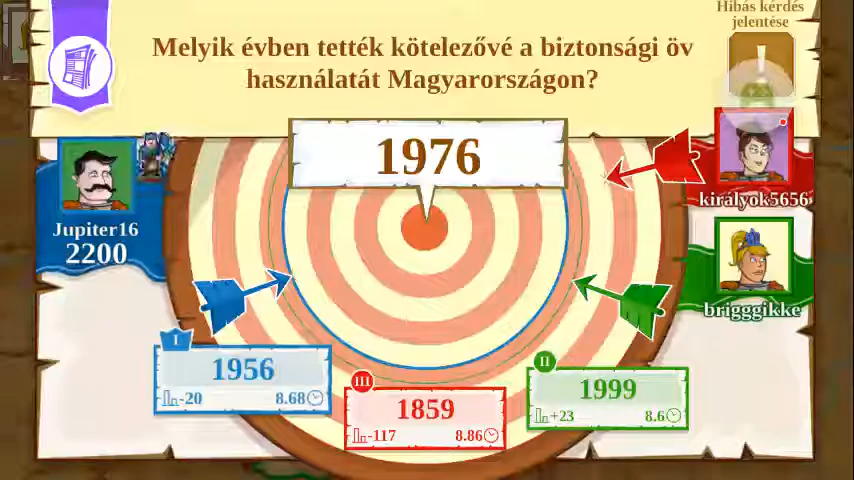 Hibás kérdés
jelentése
Melyik évben tették kötelezővé a biztonsági öv
használatát Magyarországon?
1976
királyok5656
Jupiter16
2200
brigggikke
I
1956
-20 8.68
II
1999
+23 8.6
III
1859
-117 8.86